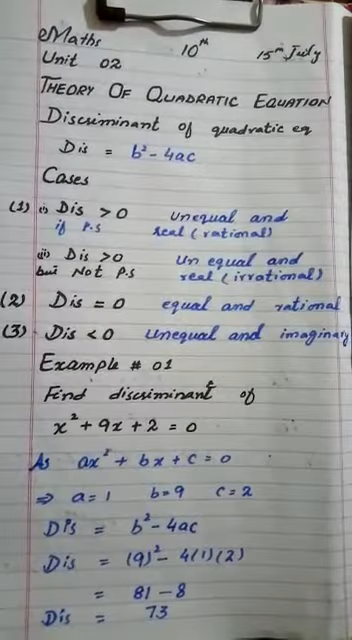 Maths 10th 15th July
Unit 02
THEORY OF QUADRATIC EQUATION
Discriminant of quadratic eq
Dis = b² - 4ac
Cases
(1) i) Dis > 0 Unequal and
if P.S real (rational)
ii) Dis > 0 Un equal and
but Not P.S real (irrational)
(2) Dis = 0 equal and rational
(3) Dis < 0 unequal and imaginary
Example # 01
Find discriminant of
x² + 9x + 2 = 0
As ax² + bx + c = 0
⇒ a = 1 b = 9 c = 2
Dis = b² - 4ac
Dis = (9)² - 4(1)(2)
= 81 - 8
Dis = 73